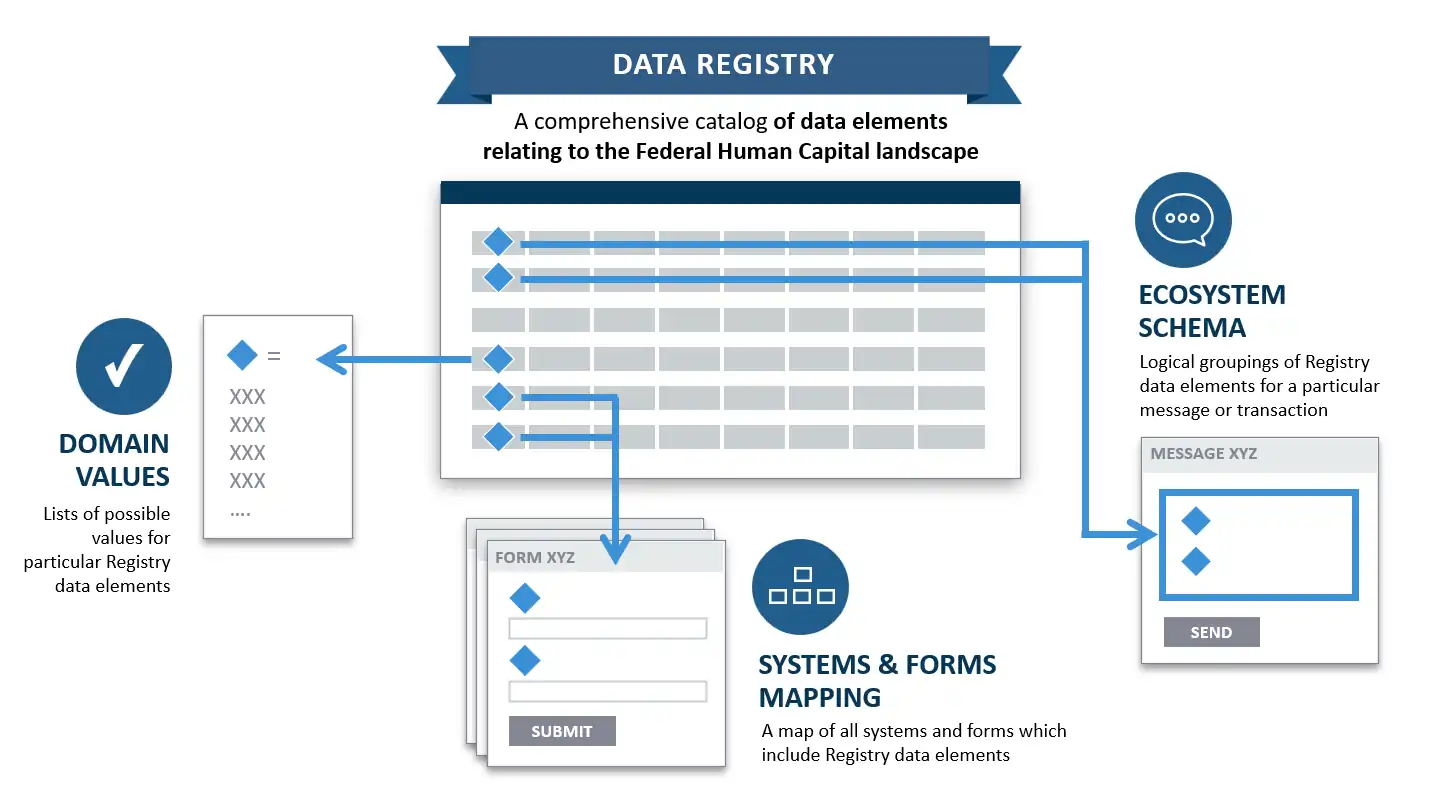 DATA REGISTRY
A comprehensive catalog of data elements
relating to the Federal Human Capital landscape
ECOSYSTEM
SCHEMA
Logical groupings of Registry
data elements for a particular
message or transaction
MESSAGE XYZ
SEND
=
XXX
XXX
XXX
XXX
....
DOMAIN
VALUES
Lists of possible
values for
particular Registry
data elements
FORM XYZ
SUBMIT
SYSTEMS & FORMS
MAPPING
A map of all systems and forms which
include Registry data elements